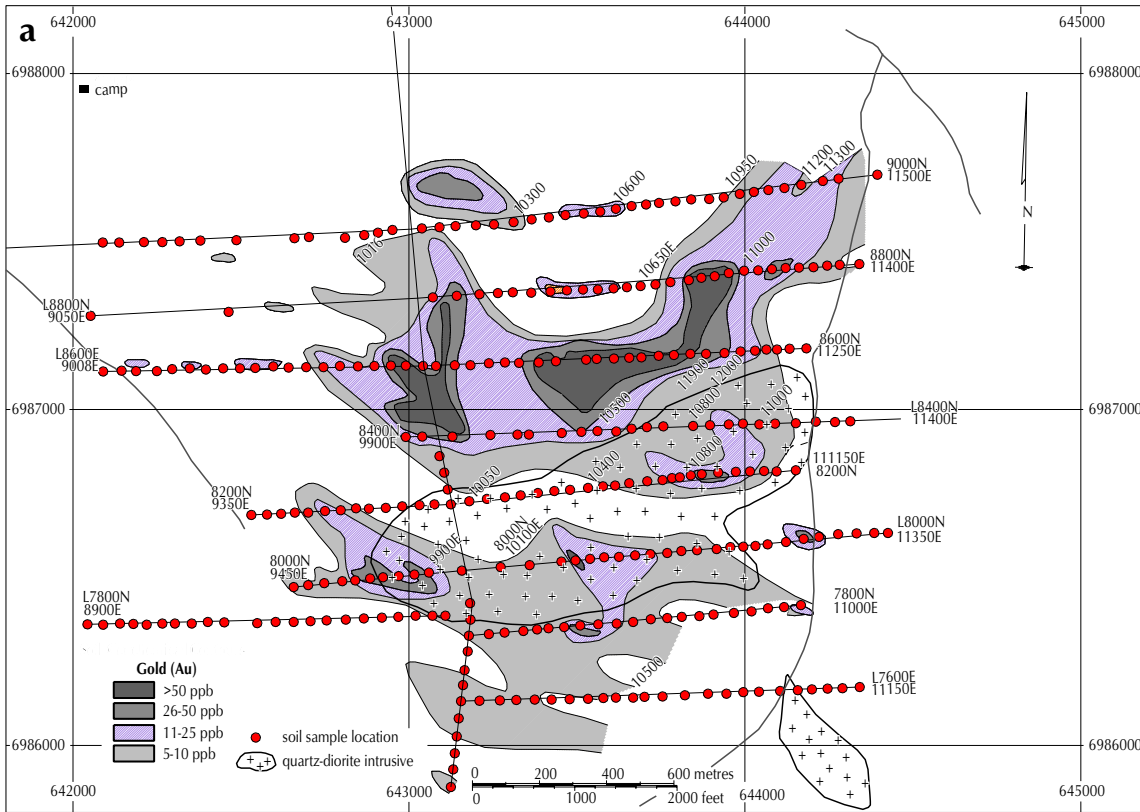 a
642000
643000
644000
645000
6988000
6988000
camp
11200
11300
9000N
11500E
10950
10600
10300
N
1016
10650E
11000
8800N
11400E
L8800N
9050E
8600N
11250E
L8600E
9008E
11900
12000
10800
11000
10300
6987000
6987000
L8400N
11400E
8400N
9900E
10800
10400
10050
111150E
8200N
8200N
9350E
8000N
10100E
9900E
L8000N
11350E
8000N
9450E
7800N
11000E
L7800N
8900E
10500
L7600E
11150E
Gold (Au)
>50 ppb
26-50 ppb
11-25 ppb
5-10 ppb
soil sample location
quartz-diorite intrusive
6986000
6986000
0 200 400 600 metres
0 1000 2000 feet
642000
643000
644000
645000